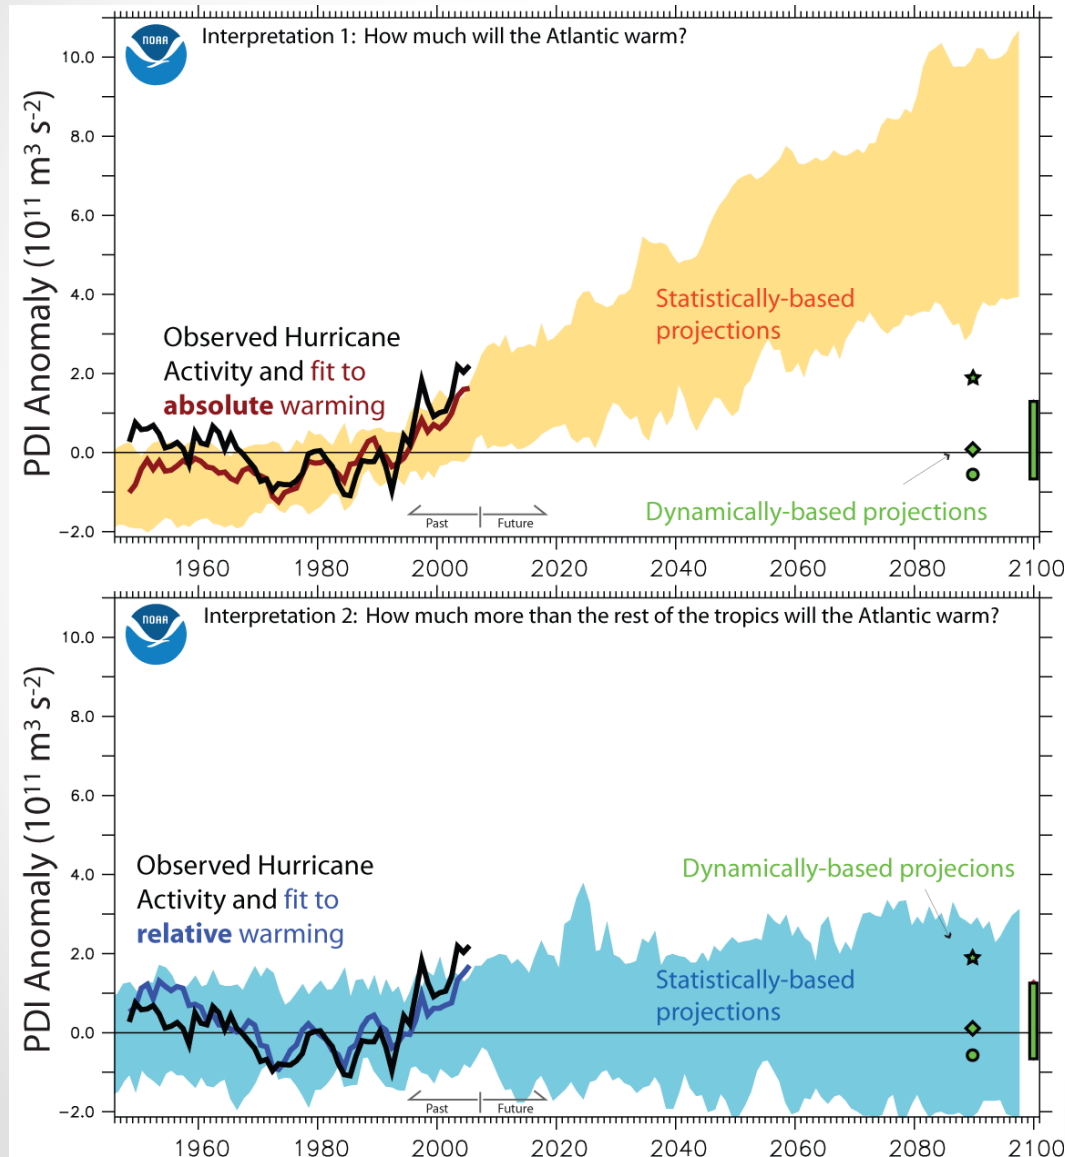 NOAA
Interpretation 1: How much will the Atlantic warm?
PDI Anomaly (10¹¹ m³ s⁻²)
10.0
8.0
6.0
4.0
2.0
0.0
−2.0
Observed Hurricane
Activity and fit to
absolute warming
Statistically-based
projections
Dynamically-based projections
Past
Future
1960 1980 2000 2020 2040 2060 2080 2100
NOAA
Interpretation 2: How much more than the rest of the tropics will the Atlantic warm?
PDI Anomaly (10¹¹ m³ s⁻²)
10.0
8.0
6.0
4.0
2.0
0.0
−2.0
Observed Hurricane
Activity and fit to
relative warming
Dynamically-based projecions
Statistically-based
projections
Past
Future
1960 1980 2000 2020 2040 2060 2080 2100